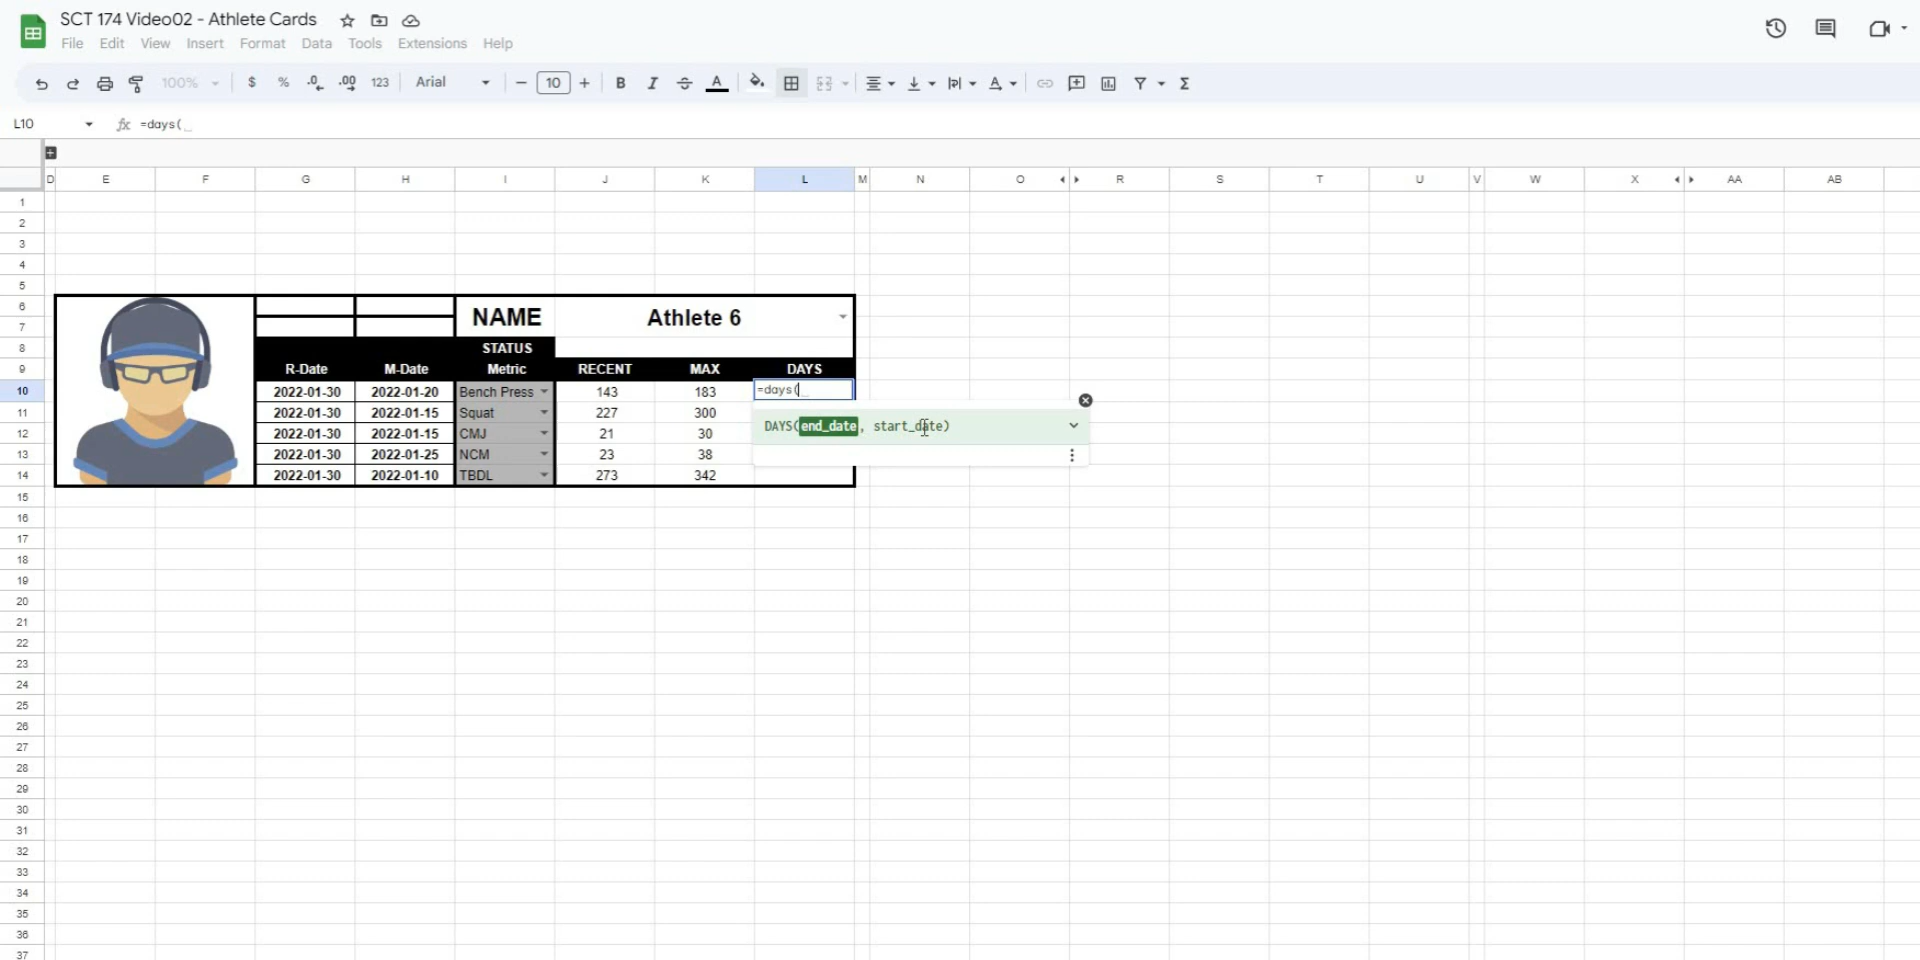 SCT 174 Video02 - Athlete Cards
File Edit View Insert Format Data Tools Extensions Help
100% $ % .0 .00 123 Arial 10 B I S A Σ
L10 fx =days(
D E F G H I J K L M N O R S T U V W X AA AB
1
2
3
4
5
6
7
NAME Athlete 6
8 STATUS
9 R-Date M-Date Metric RECENT MAX DAYS
10 2022-01-30 2022-01-20 Bench Press 143 183 =days(
11 2022-01-30 2022-01-15 Squat 227 300
DAYS(end_date, start_date)
12 2022-01-30 2022-01-15 CMJ 21 30
13 2022-01-30 2022-01-25 NCM 23 38
14 2022-01-30 2022-01-10 TBDL 273 342
15
16
17
18
19
20
21
22
23
24
25
26
27
28
29
30
31
32
33
34
35
36
37